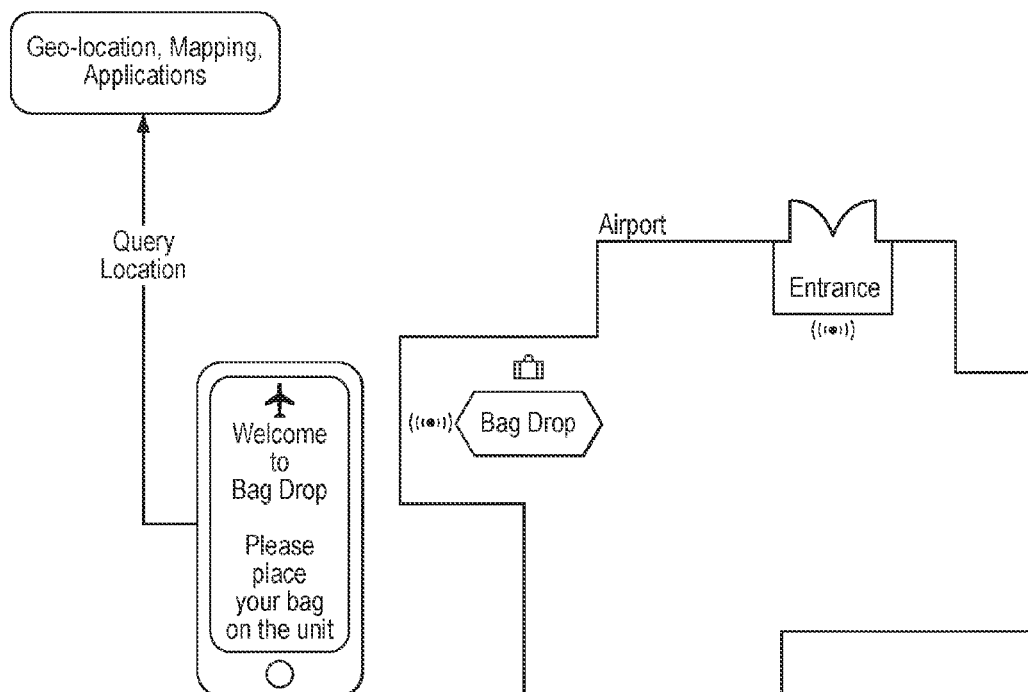 Geo-location, Mapping,
Applications
Query
Location
Airport
Entrance
Bag Drop
Welcome
to
Bag Drop
Please
place
your bag
on the unit